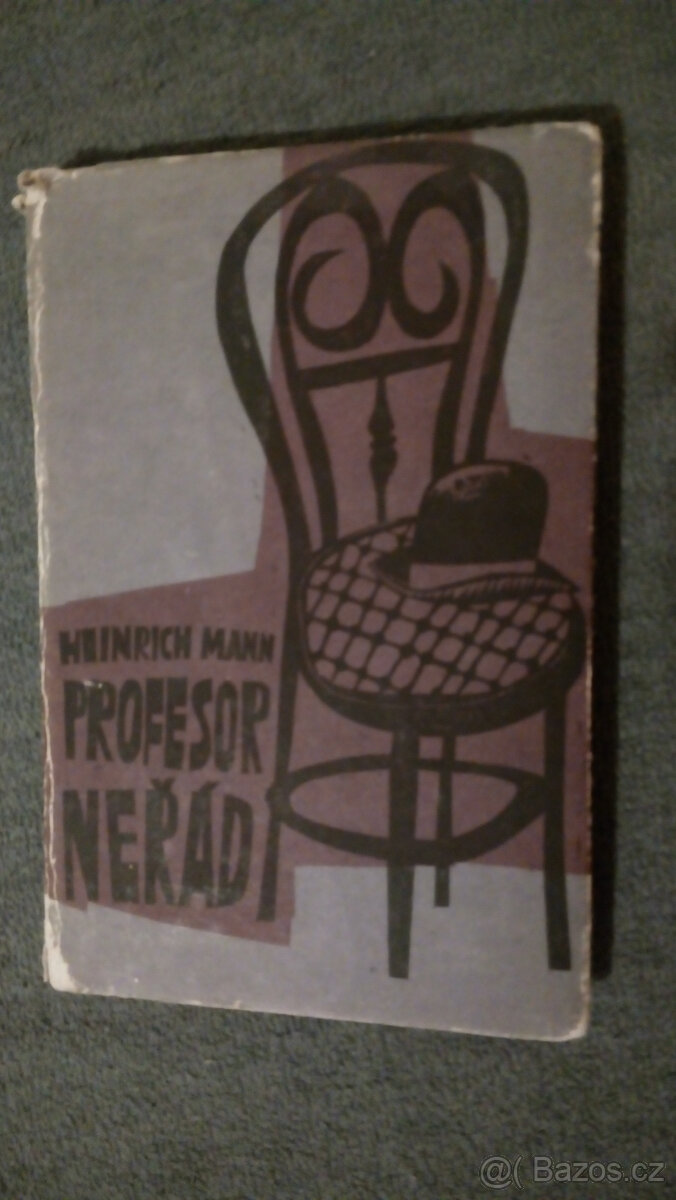 HEINRICH MANN
PROFESOR
NEŘÁD
@( Bazos.cz